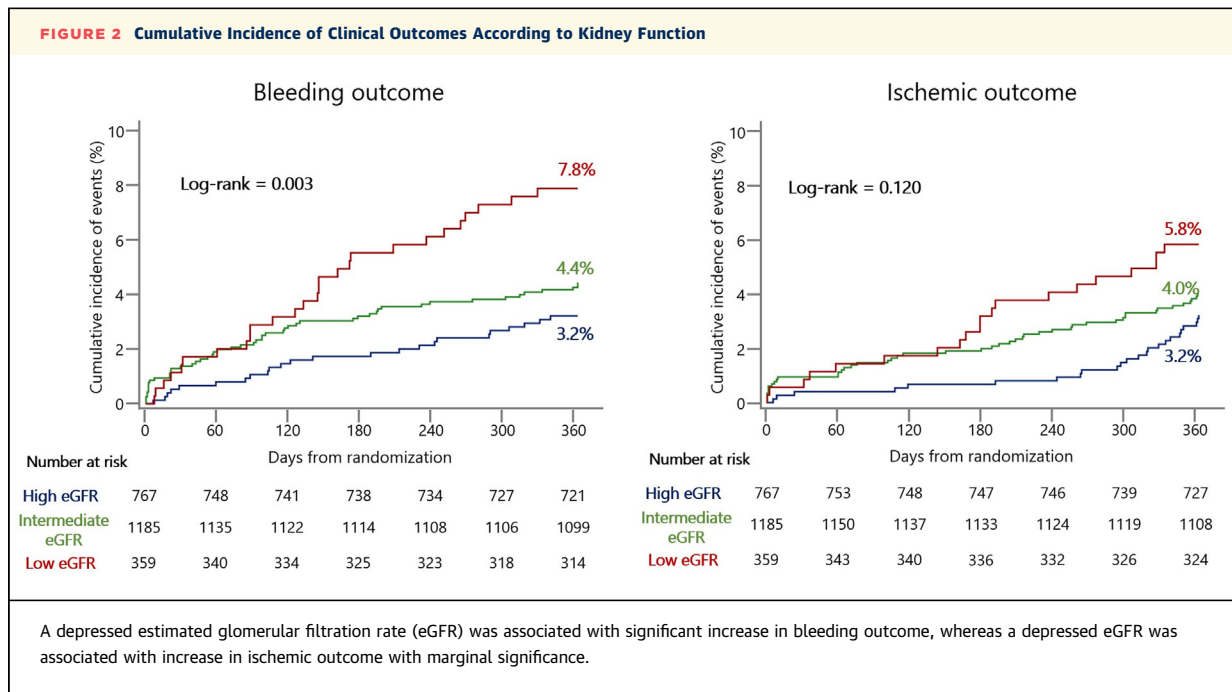 FIGURE 2 Cumulative Incidence of Clinical Outcomes According to Kidney Function
Bleeding outcome
Cumulative incidence of events (%)
10
8
6
4
2
0
Log-rank = 0.003
7.8%
4.4%
3.2%
0 60 120 180 240 300 360
Days from randomization
Number at risk
High eGFR 767 748 741 738 734 727 721
Intermediate
eGFR 1185 1135 1122 1114 1108 1106 1099
Low eGFR 359 340 334 325 323 318 314
Ischemic outcome
Cumulative incidence of events (%)
10
8
6
4
2
0
Log-rank = 0.120
5.8%
4.0%
3.2%
0 60 120 180 240 300 360
Days from randomization
Number at risk
High eGFR 767 753 748 747 746 739 727
Intermediate
eGFR 1185 1150 1137 1133 1124 1119 1108
Low eGFR 359 343 340 336 332 326 324
A depressed estimated glomerular filtration rate (eGFR) was associated with significant increase in bleeding outcome, whereas a depressed eGFR was
associated with increase in ischemic outcome with marginal significance.